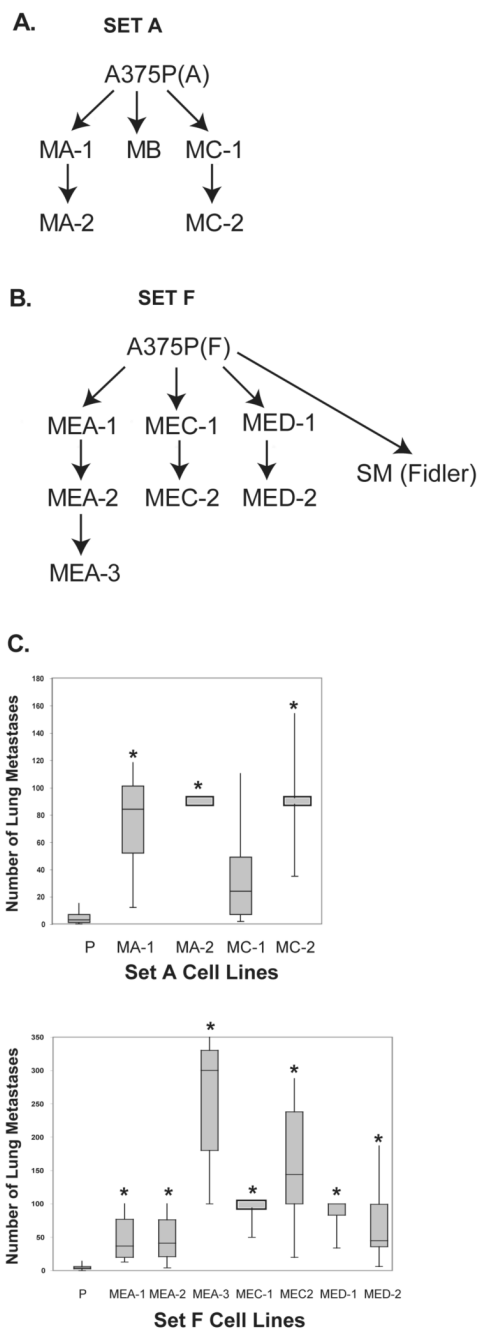 A.
SET A
A375P(A)
MA-1 MB MC-1
MA-2 MC-2
B.
SET F
A375P(F)
MEA-1 MEC-1 MED-1
SM (Fidler)
MEA-2 MEC-2 MED-2
MEA-3
C.
Number of Lung Metastases
180
160
140
120
100
80
60
40
20
0
* * *
P MA-1 MA-2 MC-1 MC-2
Set A Cell Lines
Number of Lung Metastases
350
300
250
200
150
100
50
0
* * * * * * *
P MEA-1 MEA-2 MEA-3 MEC-1 MEC2 MED-1 MED-2
Set F Cell Lines